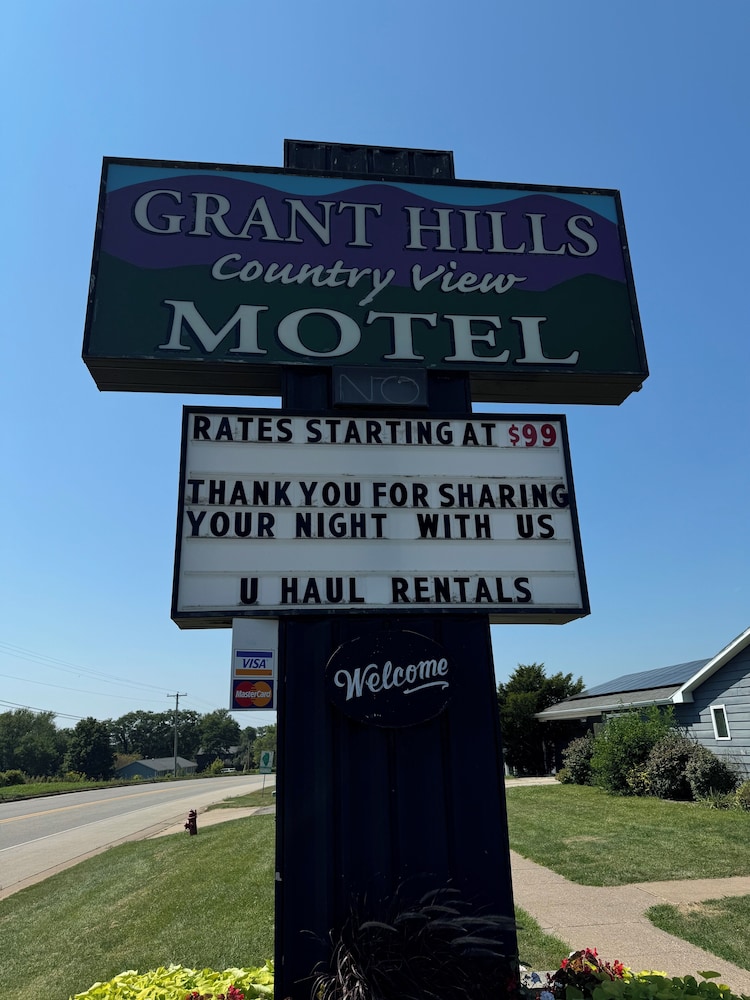 GRANT HILLS
Country View
MOTEL
NO
RATES STARTING AT $99
THANK YOU FOR SHARING
YOUR NIGHT WITH US
U HAUL RENTALS
VISA
MasterCard
Welcome